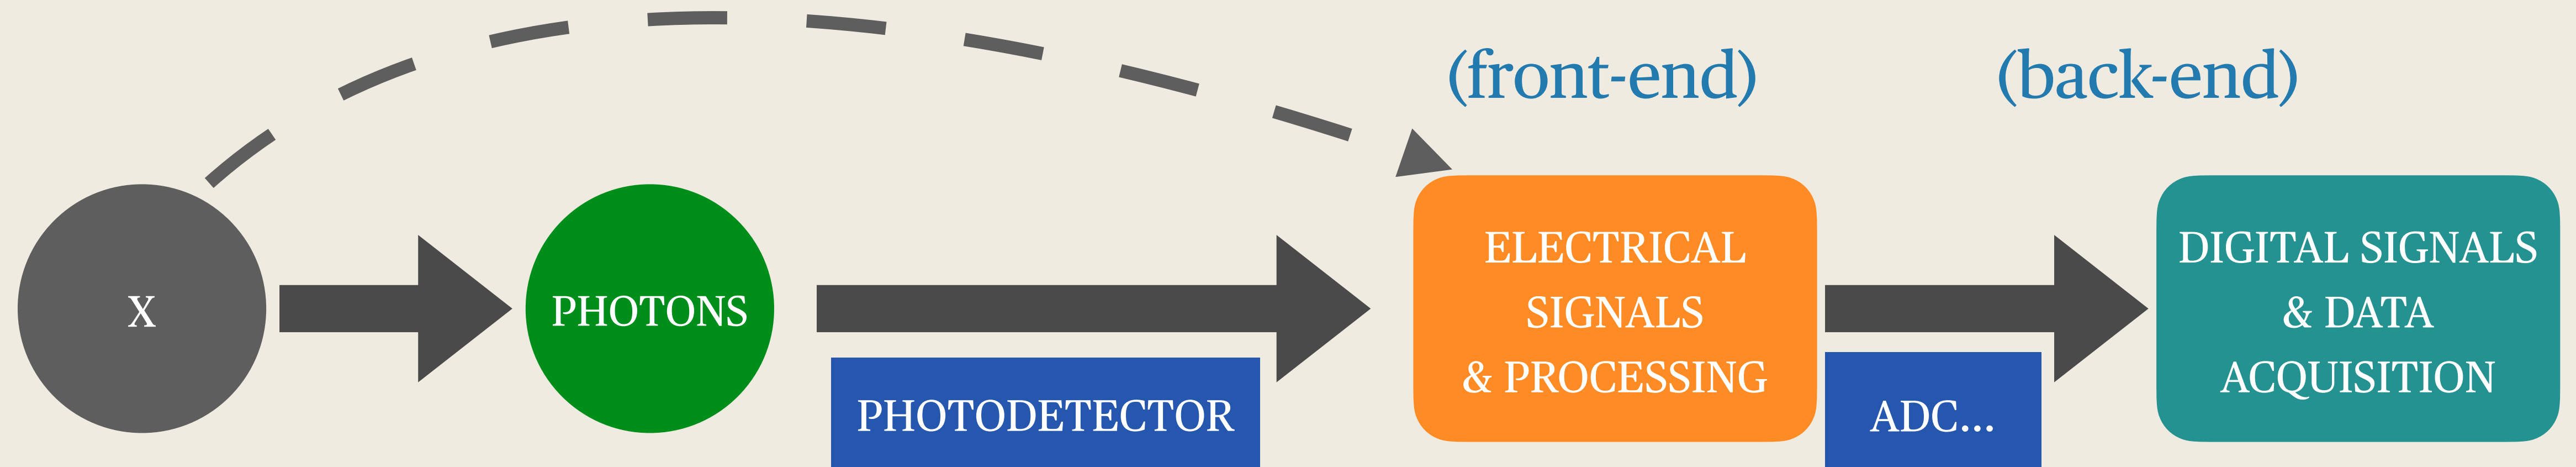 (front-end)
(back-end)
X
PHOTONS
PHOTODETECTOR
ELECTRICAL
SIGNALS
& PROCESSING
ADC...
DIGITAL SIGNALS
& DATA
ACQUISITION